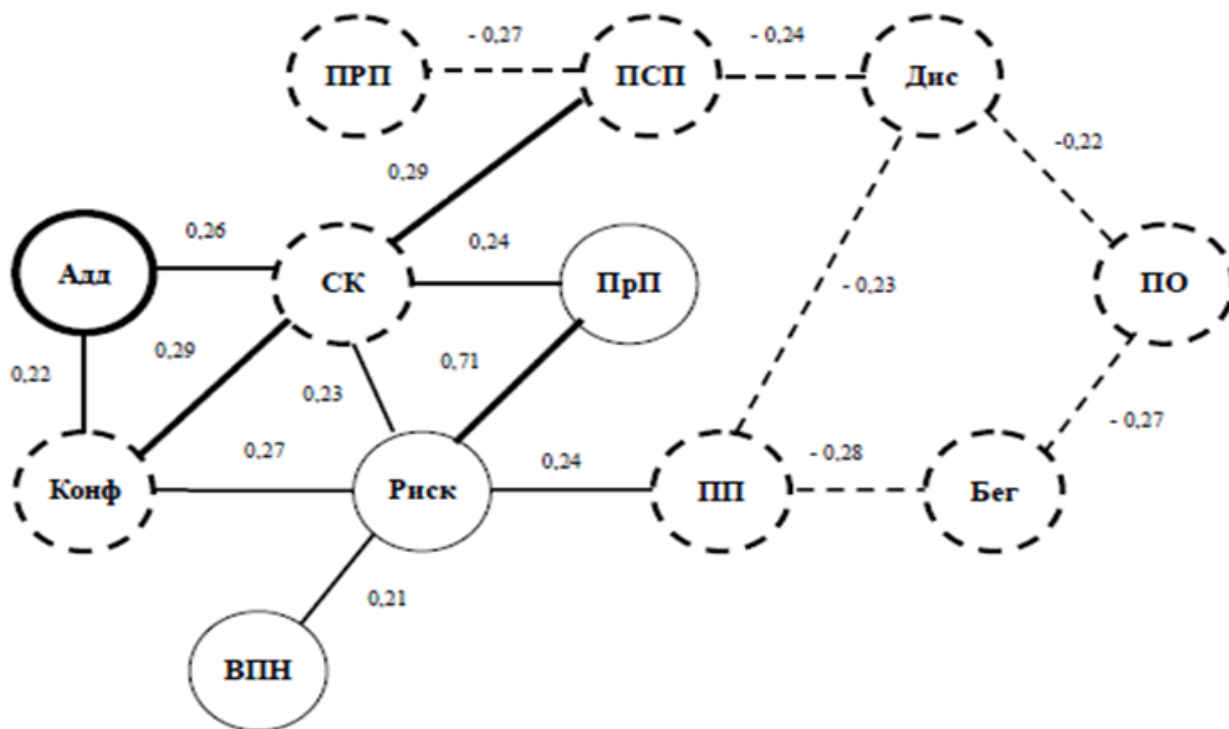 - 0,27
- 0,24
ПРП
ПСП
Дис
-0,22
0,29
0,26
0,24
Адд
СК
ПрП
ПО
- 0,23
0,29
0,71
0,22
0,23
- 0,27
0,27
0,24
- 0,28
Конф
Риск
ПП
Бег
0,21
ВПН